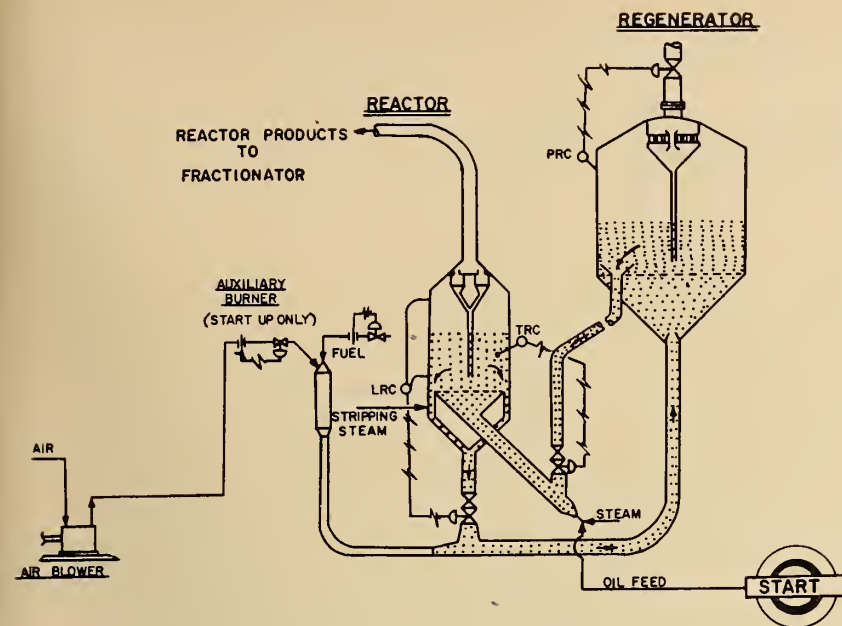 REGENERATOR
REACTOR
REACTOR PRODUCTS
TO
FRACTIONATOR
PRC
AUXILIARY
BURNER
(START UP ONLY)
FUEL
TRC
LRC
STRIPPING
STEAM
AIR
STEAM
AIR BLOWER
OIL FEED
START